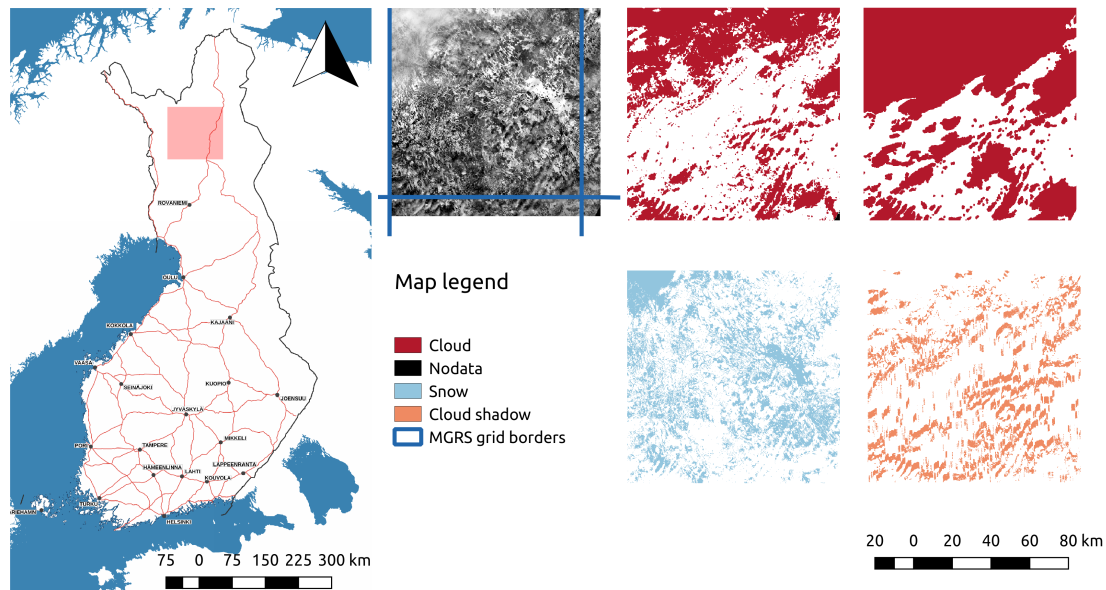 ROVANIEMI
OULU
KOKKOLA
KAJAANI
VAASA
SEINÄJOKI
KUOPIO
JOENSUU
JYVÄSKYLÄ
PORI
TAMPERE
MIKKELI
HÄMEENLINNA
LAHTI
LAPPEENRANTA
KOUVOLA
TURKU
HELSINKI
75 0 75 150 225 300 km
Map legend
Cloud
Nodata
Snow
Cloud shadow
MGRS grid borders
20 0 20 40 60 80 km